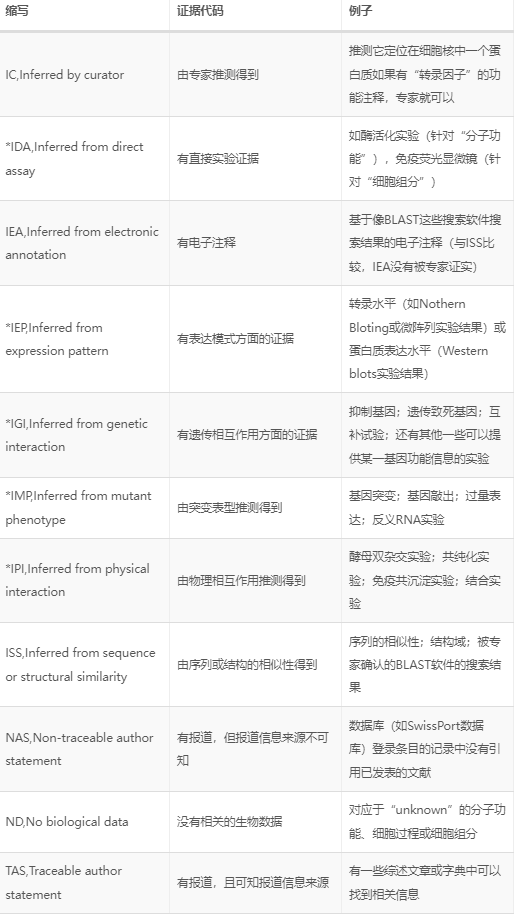 缩写 证据代码 例子
IC,Inferred by curator 由专家推测得到 推测它定位在细胞核中一个蛋
白质如果有“转录因子”的功
能注释，专家就可以
*IDA,Inferred from direct
assay
有直接实验证据
如酶活化实验（针对“分子功
能”），免疫荧光显微镜（针
对“细胞组分”）
IEA,Inferred from electronic
annotation
有电子注释
基于像BLAST这些搜索软件搜
索结果的电子注释（与ISS比
较，IEA没有被专家证实）
*IEP,Inferred from
expression pattern
有表达模式方面的证据
转录水平（如Nothern
Bloting或微阵列实验结果）或
蛋白质表达水平（Western
blots实验结果）
*IGI,Inferred from genetic
interaction
有遗传相互作用方面的证据
抑制基因；遗传致死基因；互
补试验；还有其他一些可以提
供某一基因功能信息的实验
*IMP,Inferred from mutant
phenotype
由突变表型推测得到
基因突变；基因敲出；过量表
达；反义RNA实验
*IPI,Inferred from physical
interaction
由物理相互作用推测得到
酵母双杂交实验；共纯化实
验；免疫共沉淀实验；结合实
验
ISS,Inferred from sequence
or structural similarity
由序列或结构的相似性得到
序列的相似性；结构域；被专
家确认的BLAST软件的搜索结
果
NAS,Non-traceable author
statement
有报道，但报道信息来源不可
知
数据库（如SwissPort数据
库）登录条目的记录中没有引
用已发表的文献
ND,No biological data
没有相关的生物数据
对应于“unknown”的分子功
能、细胞过程或细胞组分
TAS,Traceable author
statement
有报道，且可知报道信息来源
有一些综述文章或字典中可以
找到相关信息